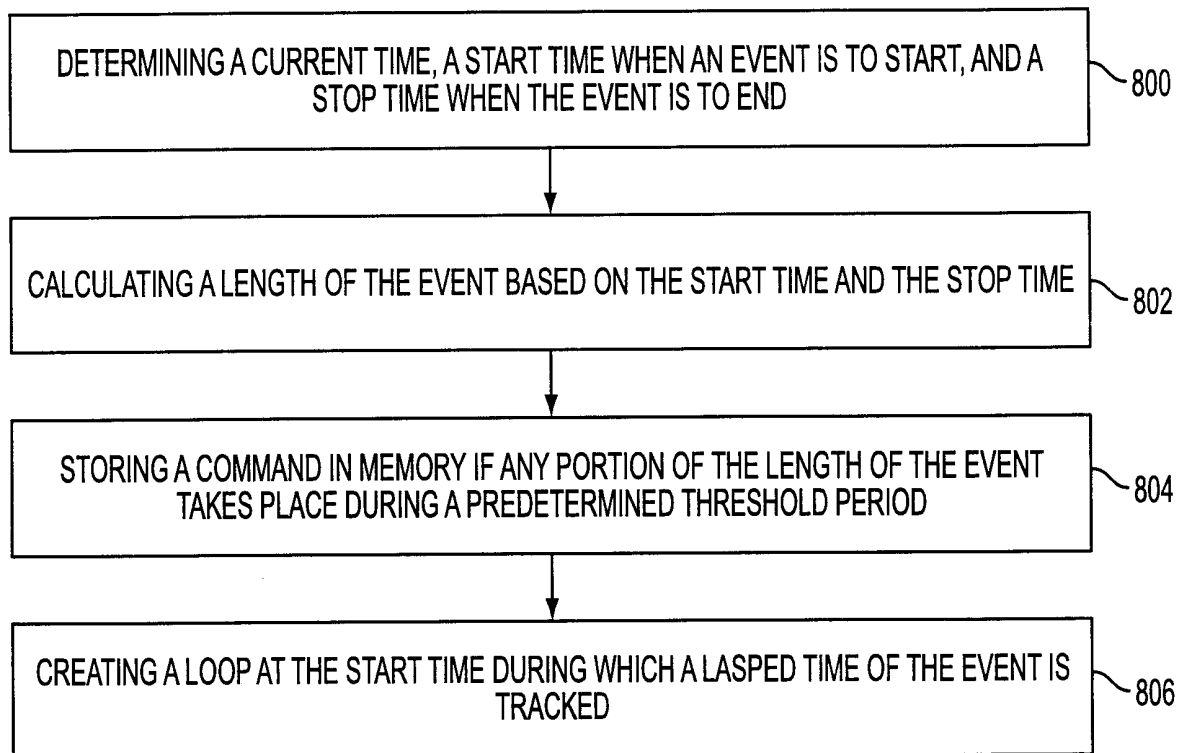 DETERMINING A CURRENT TIME, A START TIME WHEN AN EVENT IS TO START, AND A
STOP TIME WHEN THE EVENT IS TO END
800
CALCULATING A LENGTH OF THE EVENT BASED ON THE START TIME AND THE STOP TIME
802
STORING A COMMAND IN MEMORY IF ANY PORTION OF THE LENGTH OF THE EVENT
TAKES PLACE DURING A PREDETERMINED THRESHOLD PERIOD
804
CREATING A LOOP AT THE START TIME DURING WHICH A LASPED TIME OF THE EVENT IS
TRACKED
806